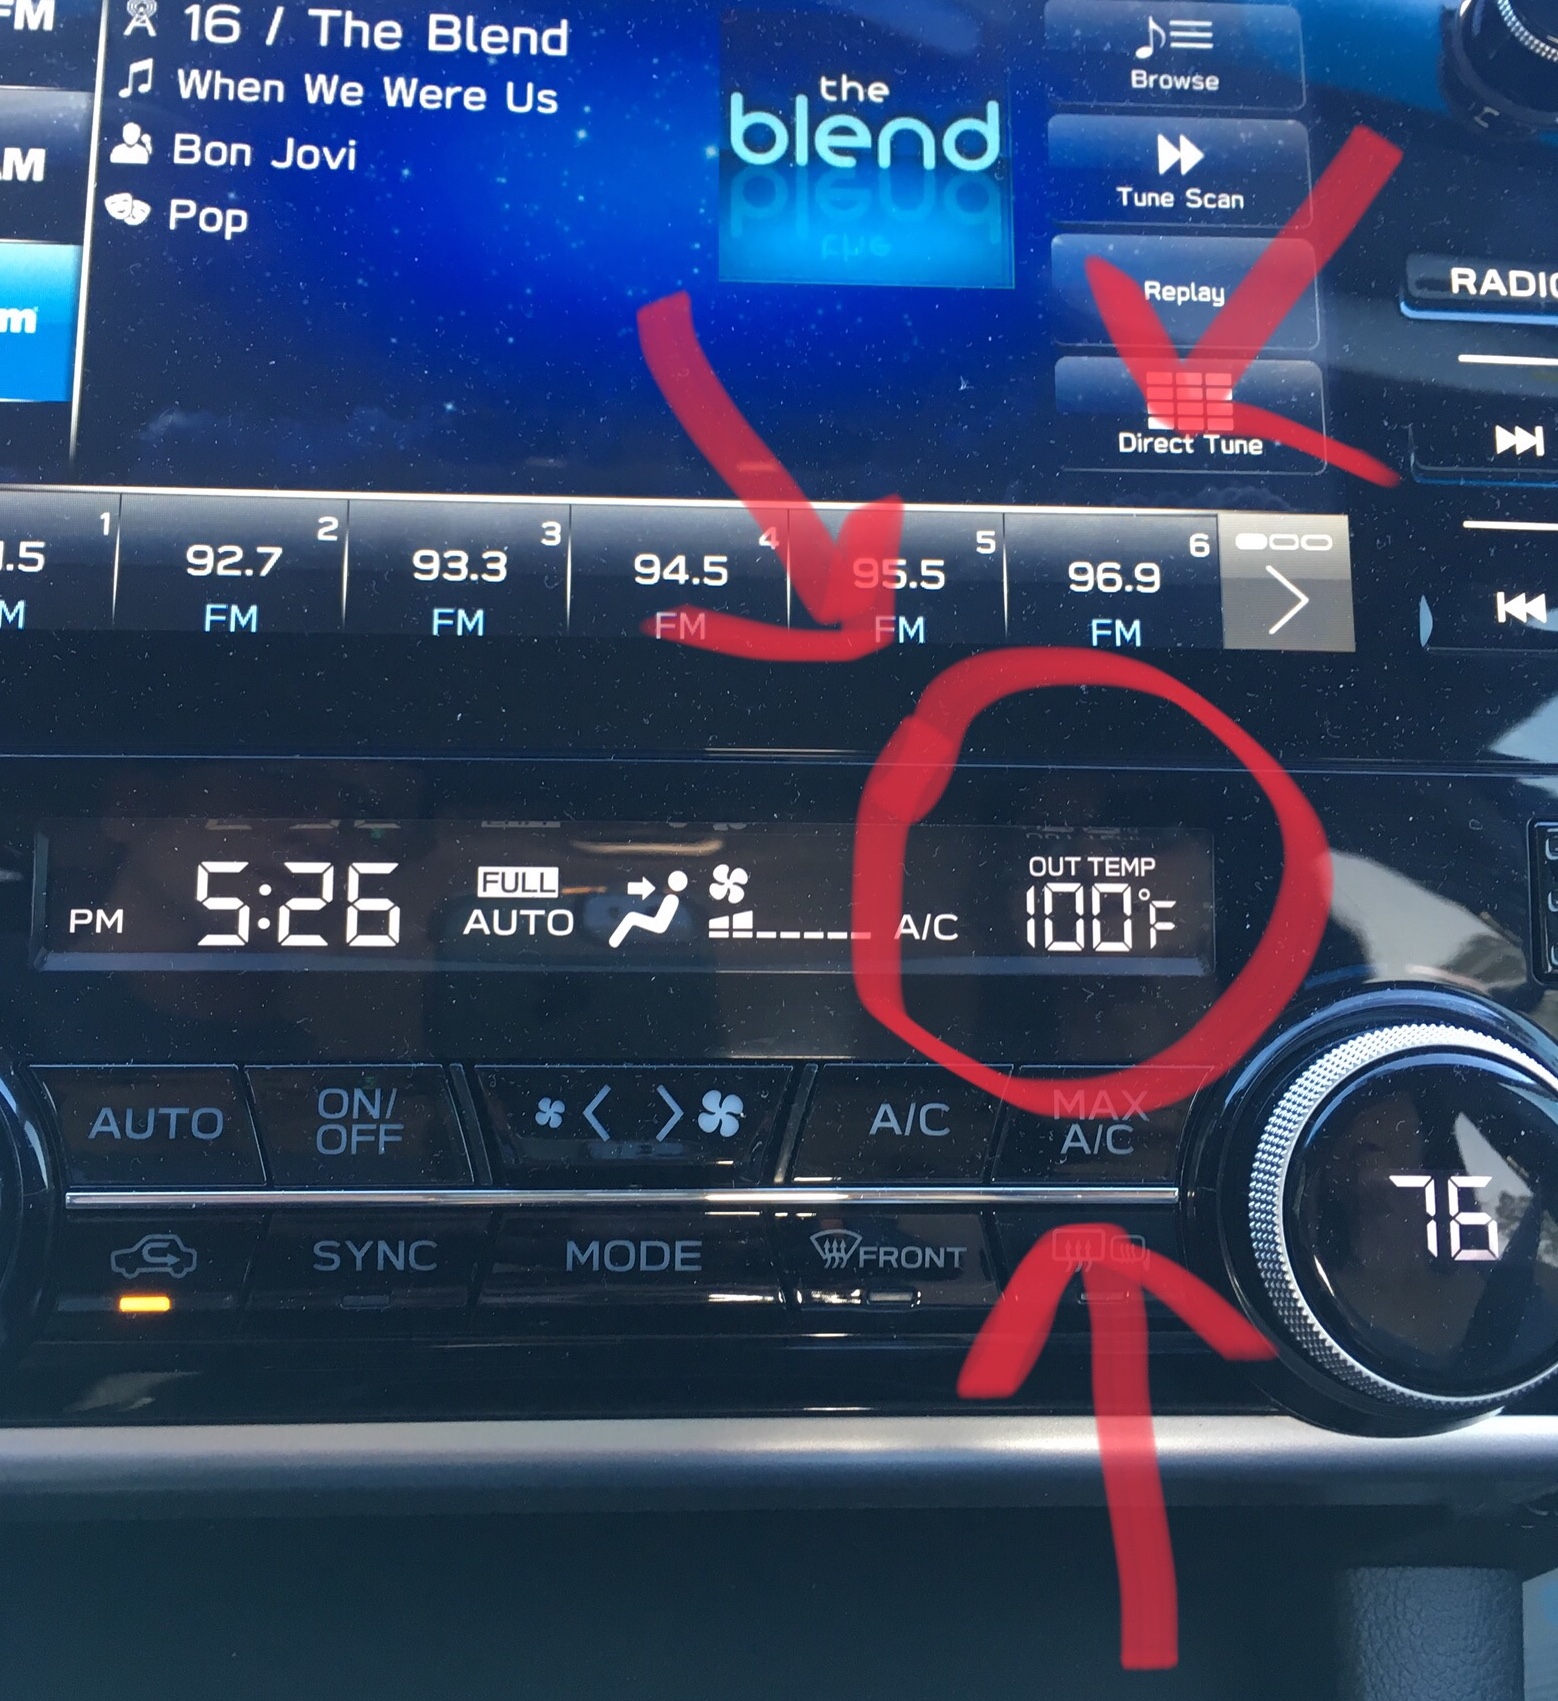 FM
16 / The Blend
When We Were Us
Bon Jovi
Pop
the
blend
Browse
Tune Scan
Replay
Direct Tune
RADIO
1
92.7 2
FM
93.3 3
FM
94.5 4
FM
95.5 5
FM
96.9 6
FM
PM 5:26
FULL
AUTO
A/C
OUT TEMP
100°F
AUTO
ON/
OFF
A/C
MAX
A/C
76
SYNC
MODE
FRONT